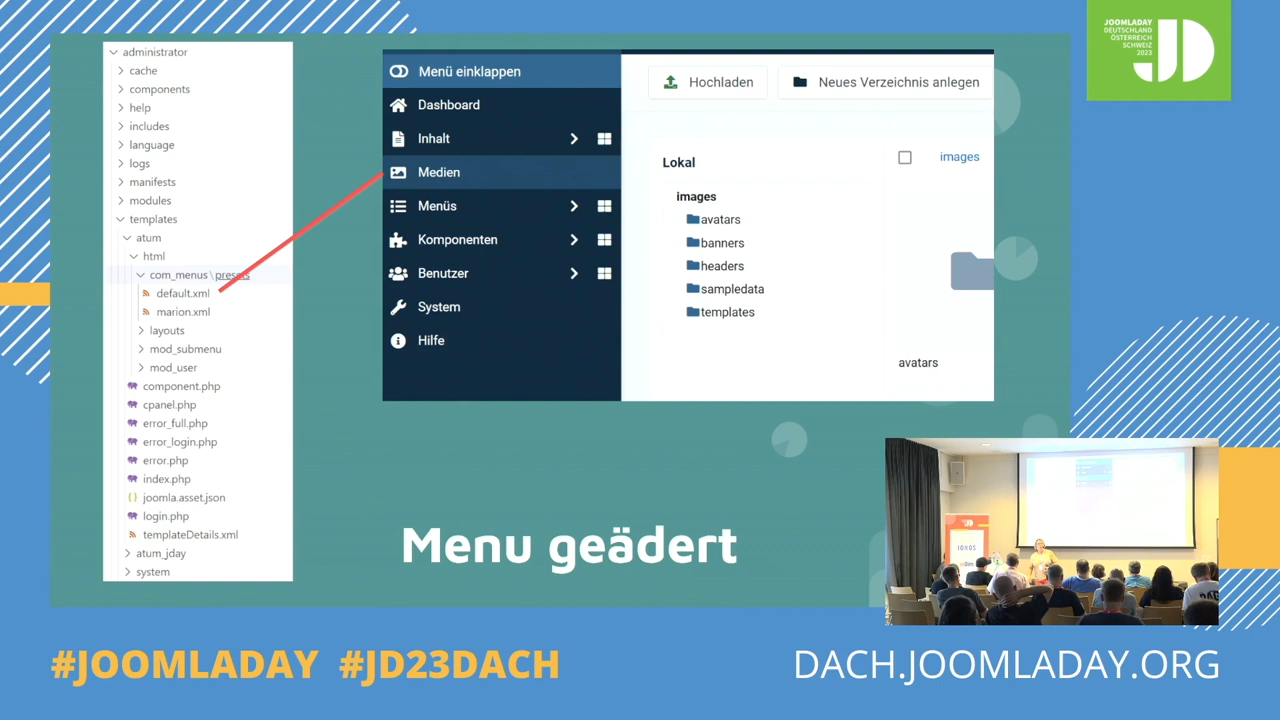 administrator
cache
components
help
includes
language
logs
manifests
modules
templates
atum
html
com_menus\presets
default.xml
marion.xml
layouts
mod_submenu
mod_user
component.php
cpanel.php
error_full.php
error_login.php
error.php
index.php
joomla.asset.json
login.php
templateDetails.xml
atum_jday
system
Menü einklappen
Dashboard
Inhalt
Medien
Menüs
Komponenten
Benutzer
System
Hilfe
Hochladen
Neues Verzeichnis anlegen
Lokal
images
avatars
banners
headers
sampledata
templates
images
avatars
JOOMLADAY
DEUTSCHLAND
ÖSTERREICH
SCHWEIZ
2023
JD
Menu geädert
IONOS
#JOOMLADAY #JD23DACH
DACH.JOOMLADAY.ORG